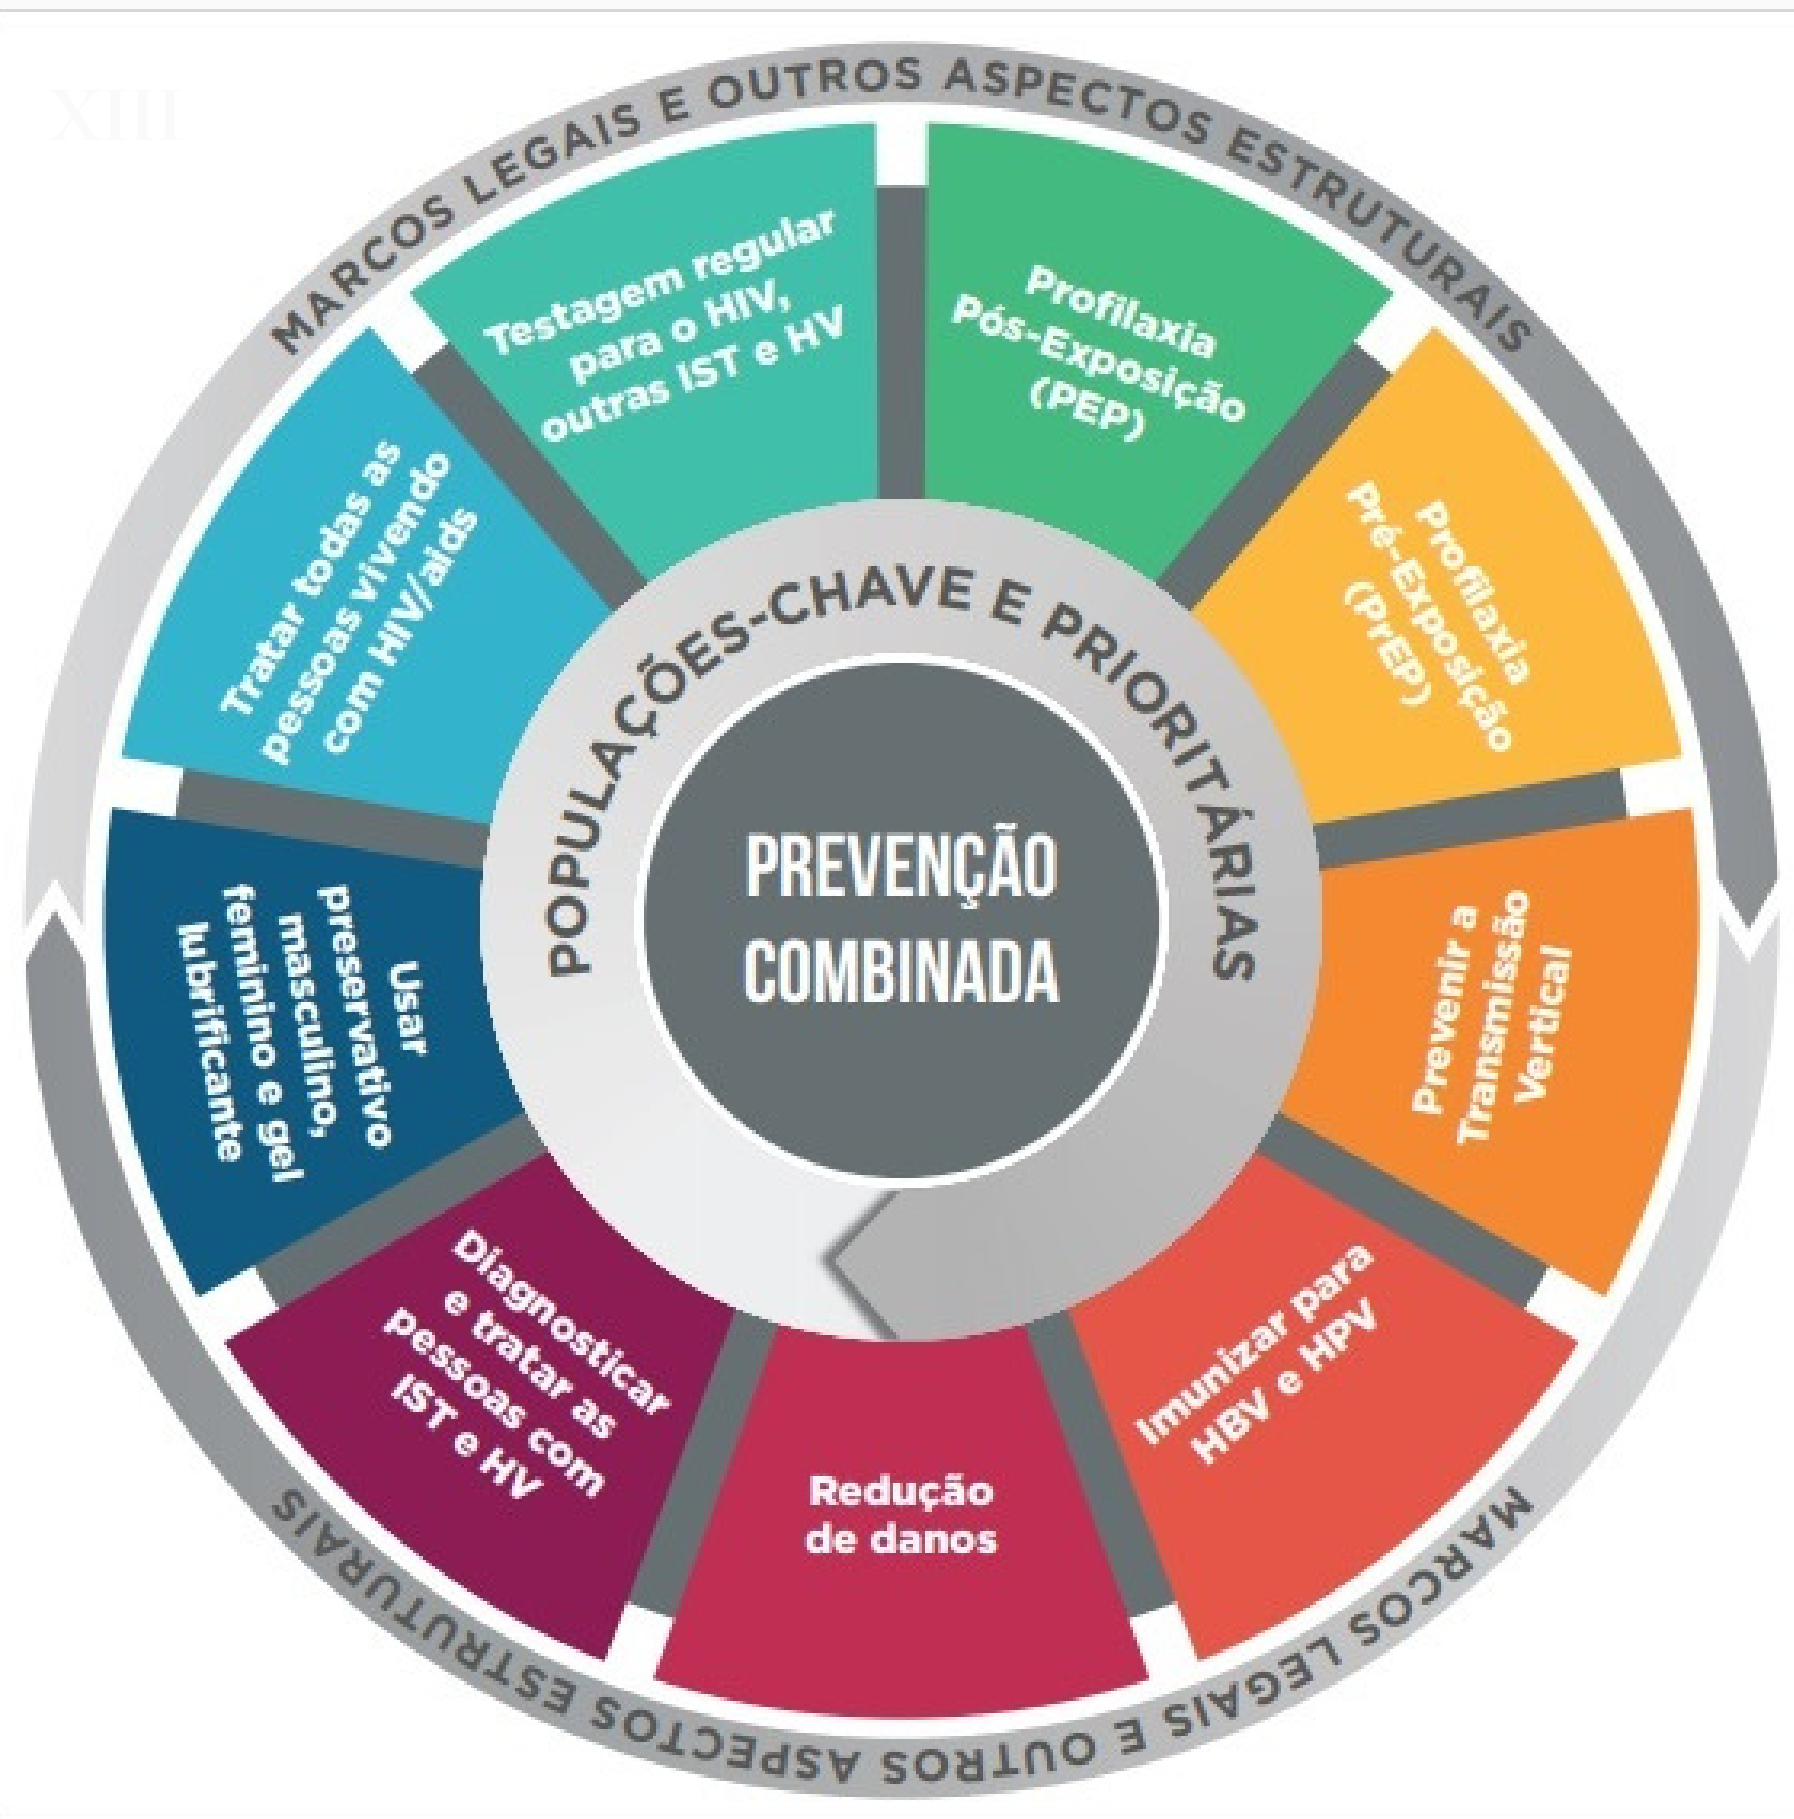 XIII
MARCOS LEGAIS E OUTROS ASPECTOS ESTRUTURAIS
Testagem regular
para o HIV,
outras IST e HV
Profilaxia
Pós-Exposição
(PEP)
Profilaxia
Pré-Exposição
(PrEP)
Prevenir a
Transmissão
Vertical
Imunizar para
HBV e HPV
Redução
de danos
Diagnosticar
e tratar as
pessoas com
IST e HV
Usar
preservativo
masculino,
feminino e gel
lubrificante
Tratar todas as
pessoas vivendo
com HIV/aids
POPULAÇÕES-CHAVE E PRIORITÁRIAS
PREVENÇÃO
COMBINADA
MARCOS LEGAIS E OUTROS ASPECTOS ESTRUTURAIS